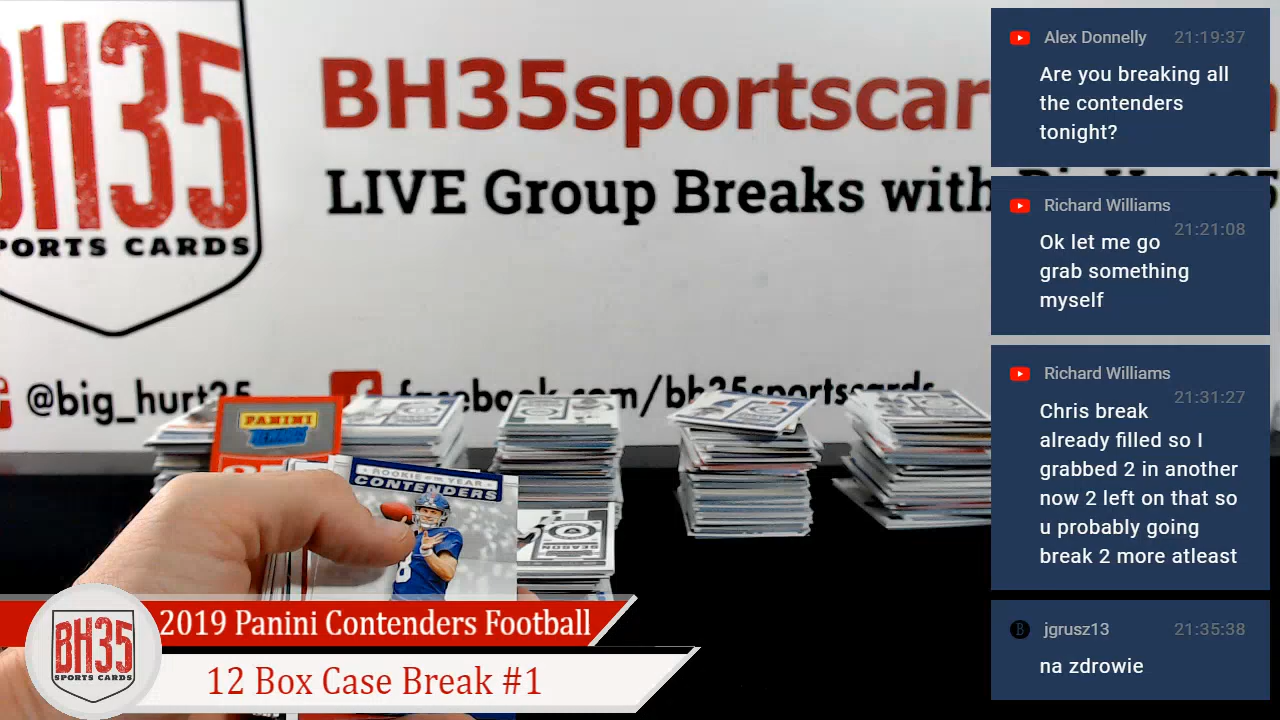 BH35
SPORTS CARDS
BH35sportscar
LIVE Group Breaks with
@big_hurt35
facebook.com/bh35sportscards
PANINI
ROOKIE OF THE YEAR
CONTENDERS
8
SEASON
2019 Panini Contenders Football
12 Box Case Break #1
BH35
SPORTS CARDS
Alex Donnelly 21:19:37
Are you breaking all
the contenders
tonight?
Richard Williams
21:21:08
Ok let me go
grab something
myself
Richard Williams
21:31:27
Chris break
already filled so I
grabbed 2 in another
now 2 left on that so
u probably going
break 2 more atleast
jgrusz13 21:35:38
na zdrowie